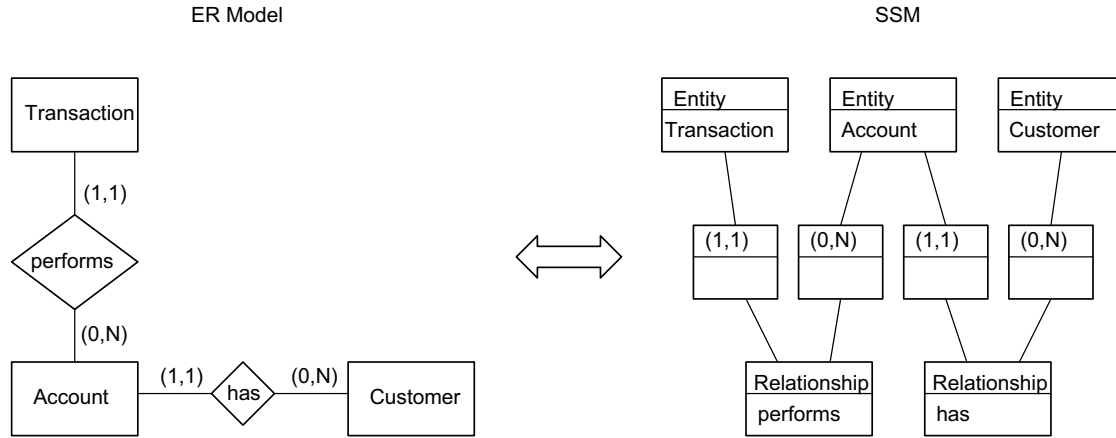 ER Model
Transaction
(1,1)
performs
(0,N)
Account
(1,1)
has
(0,N)
Customer
SSM
Entity
Transaction
Entity
Account
Entity
Customer
(1,1)
(0,N)
(1,1)
(0,N)
Relationship
performs
Relationship
has